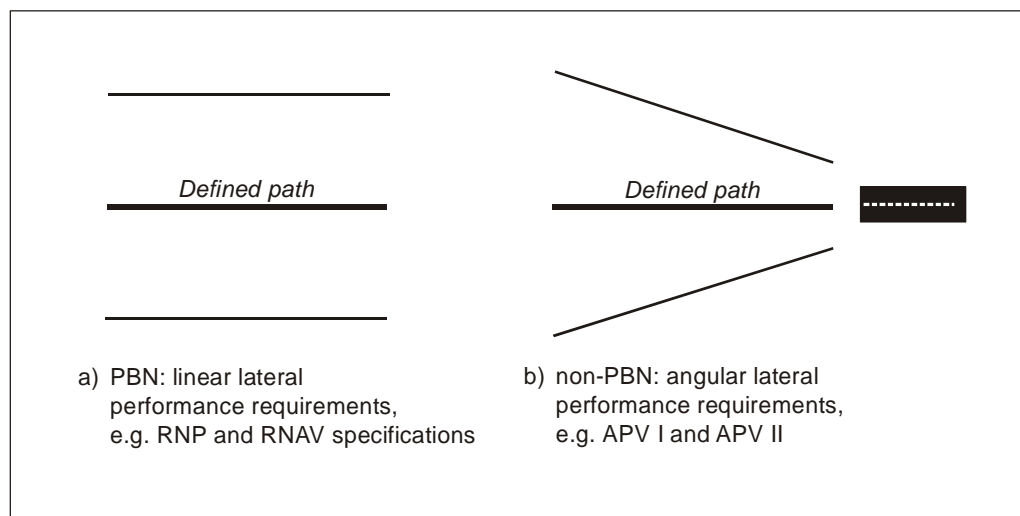 Defined path
Defined path
a) PBN: linear lateral
performance requirements,
e.g. RNP and RNAV specifications
b) non-PBN: angular lateral
performance requirements,
e.g. APV I and APV II